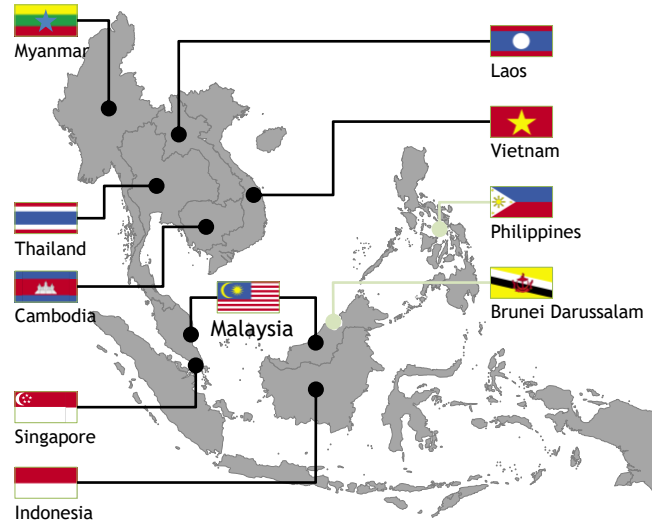 Myanmar
Laos
Vietnam
Thailand
Philippines
Cambodia
Malaysia
Brunei Darussalam
Singapore
Indonesia